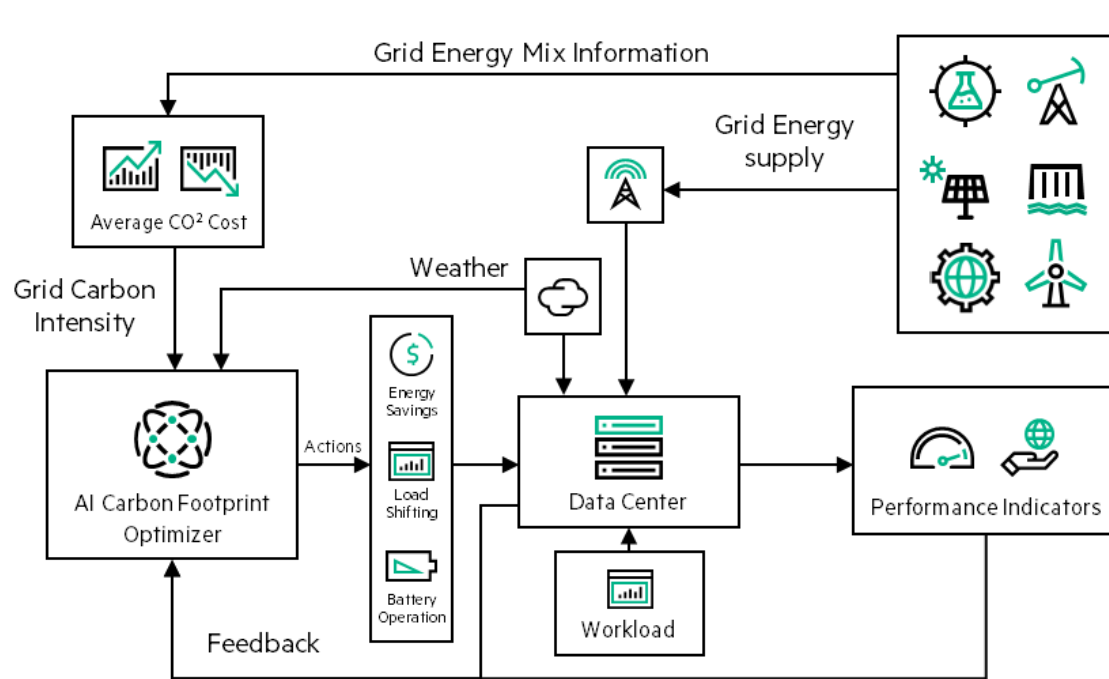 Grid Energy Mix Information
Grid Energy
supply
Average CO² Cost
Weather
Grid Carbon
Intensity
$
Energy
Savings
Actions
Load
Shifting
AI Carbon Footprint
Optimizer
Data Center
Performance Indicators
Battery
Operation
Workload
Feedback